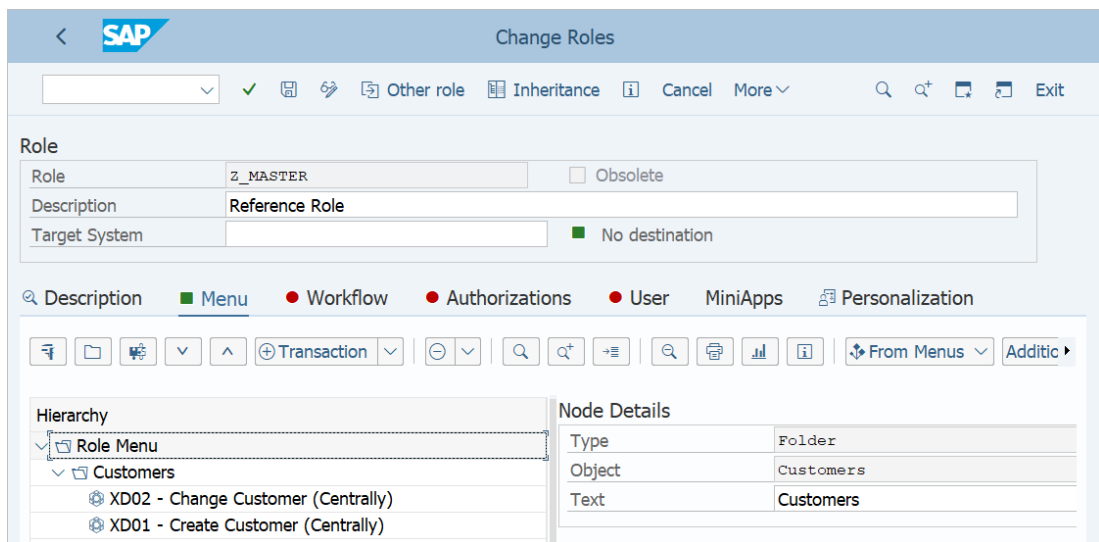 SAP Change Roles
Other role Inheritance Cancel More Exit
Role
Role Z_MASTER Obsolete
Description Reference Role
Target System No destination
Description Menu Workflow Authorizations User MiniApps Personalization
Transaction From Menus Additio
Hierarchy
Node Details
Role Menu
Type Folder
Customers
Object Customers
XD02 - Change Customer (Centrally)
Text Customers
XD01 - Create Customer (Centrally)